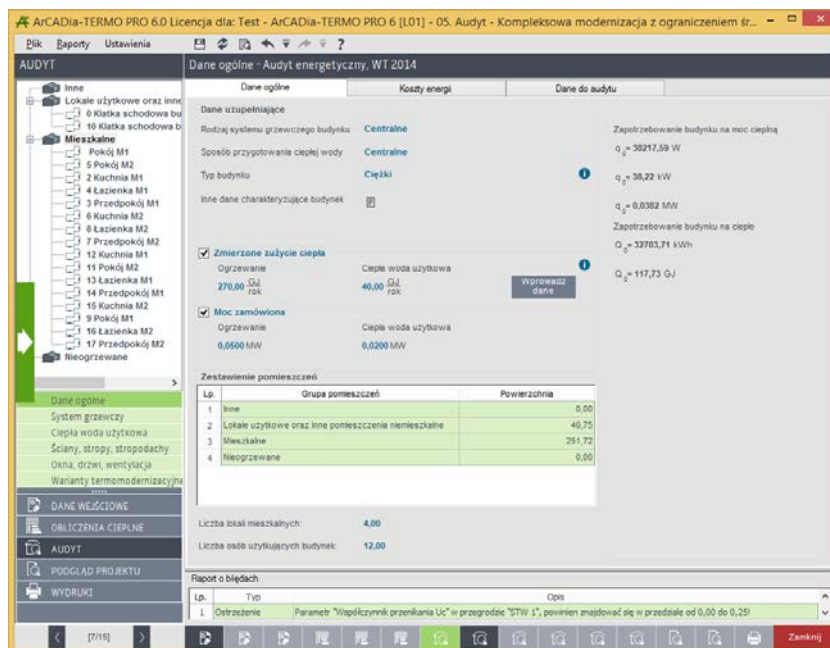 ArCADia-TERMO PRO 6.0 Licencja dla: Test - ArCADia-TERMO PRO 6 [L01] - 05. Audyt - Kompleksowa modernizacja z ograniczeniem śr...
Plik Raporty Ustawienia
AUDYT
Dane ogólne - Audyt energetyczny, WT 2014
Inne
Lokale użytkowe oraz inne
0 Klatka schodowa bu
10 Klatka schodowa b
Mieszkalne
Pokój M1
5 Pokój M2
2 Kuchnia M1
4 Łazienka M1
3 Przedpokój M1
6 Kuchnia M2
8 Łazienka M2
7 Przedpokój M2
12 Kuchnia M1
11 Pokój M2
13 Łazienka M1
14 Przedpokój M1
15 Kuchnia M2
9 Pokój M1
16 Łazienka M2
17 Przedpokój M2
Nieogrzewane
Dane ogólne
System grzewczy
Ciepła woda użytkowa
Ściany, stropy, stropodachy
Okna, drzwi, wentylacja
Warianty termomodernizacyjne
DANE WEJŚCIOWE
OBLICZENIA CIEPLNE
AUDYT
PODGLĄD PROJEKTU
WYDRUKI
[7/15]
Dane ogólne Koszty energii Dane do audytu
Dane uzupełniające
Rodzaj systemu grzewczego budynku Centralne
Sposób przygotowania ciepłej wody Centralne
Typ budynku Ciężki
Inne dane charakteryzujące budynek
Zapotrzebowanie budynku na moc cieplną
q0= 38217,59 W
q0= 38,22 kW
q0= 0,0382 MW
Zapotrzebowanie budynku na ciepło
Q0= 32703,71 kWh
Q0= 117,73 GJ
Zmierzone zużycie ciepła
Ogrzewanie Ciepła woda użytkowa
270,00 GJ/rok 40,00 GJ/rok
Wprowadź dane
Moc zamówiona
Ogrzewanie Ciepła woda użytkowa
0,0500 MW 0,0200 MW
Zestawienie pomieszczeń
Lp. Grupa pomieszczeń Powierzchnia
1 Inne 0,00
2 Lokale użytkowe oraz inne pomieszczenia niemieszkalne 40,75
3 Mieszkalne 251,72
4 Nieogrzewane 0,00
Liczba lokali mieszkalnych: 4,00
Liczba osób użytkujących budynek: 12,00
Raport o błędach
Lp. Typ Opis
1 Ostrzeżenie Parametr "Współczynnik przenikania Uc" w przegrodzie "STW 1", powinien znajdować się w przedziale od 0,00 do 0,25!
Zamknij